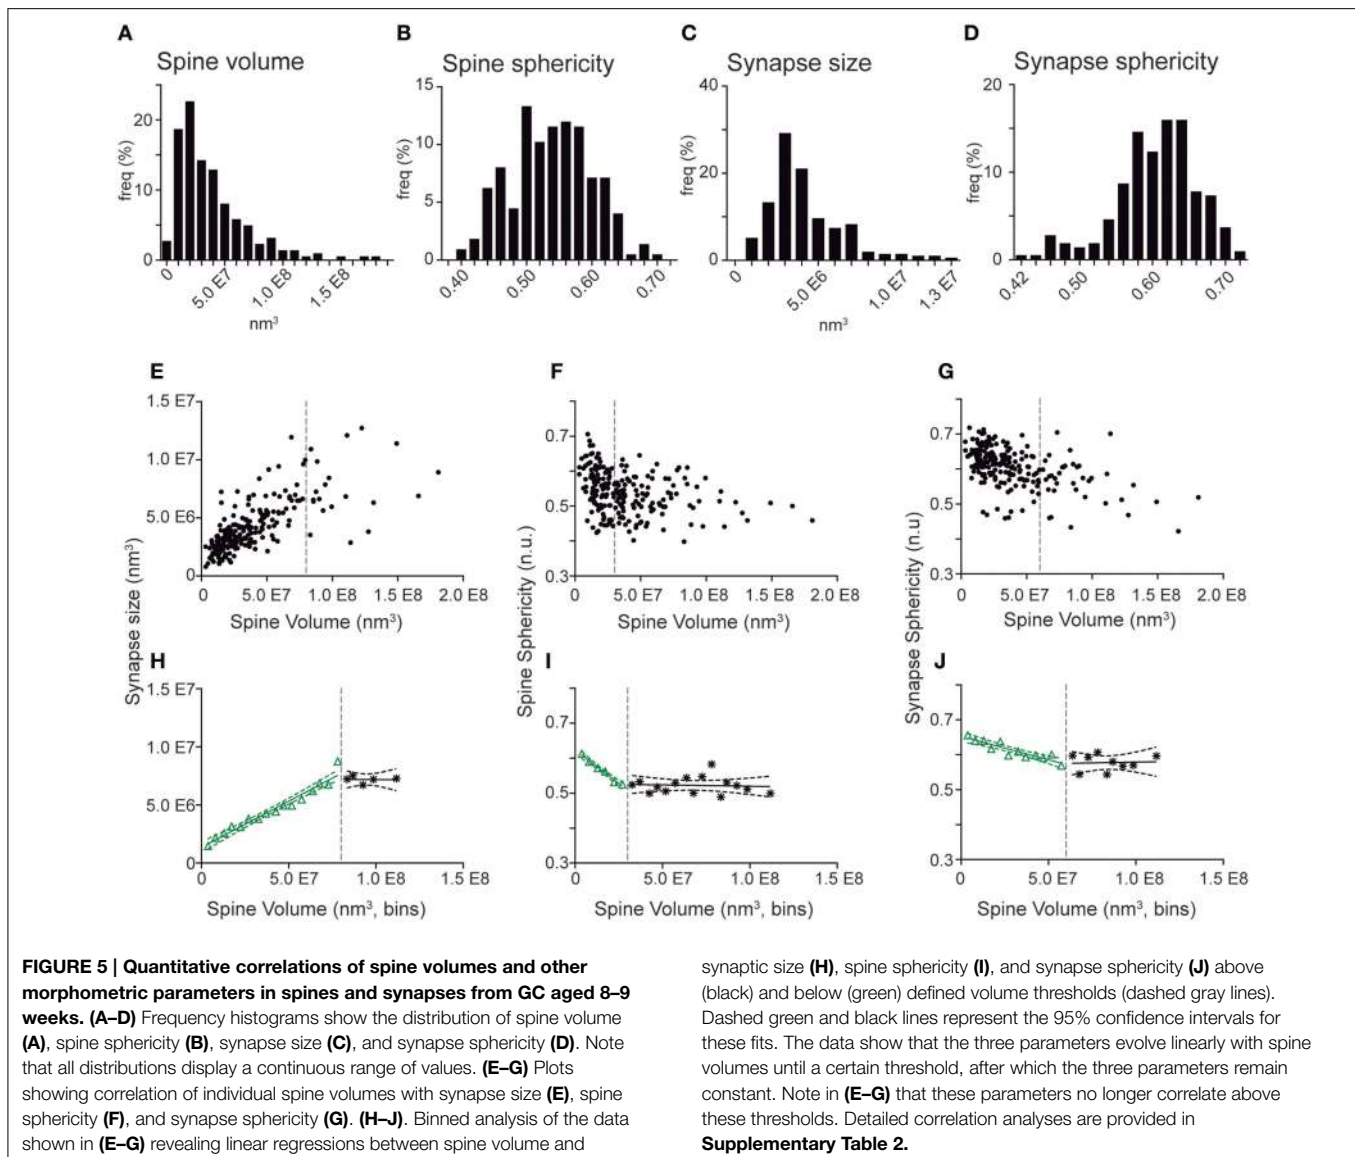 A
Spine volume
freq (%)
20
10
0
0
5.0 E7
1.0 E8
1.5 E8
nm³
B
Spine sphericity
freq (%)
15
10
5
0
0.40
0.50
0.60
0.70
C
Synapse size
freq (%)
40
20
0
0
5.0 E6
1.0 E7
1.3 E7
nm³
D
Synapse sphericity
freq (%)
20
10
0
0.42
0.50
0.60
0.70
E
1.5 E7
1.0 E7
5.0 E6
0
0
5.0 E7
1.0 E8
1.5 E8
2.0 E8
Spine Volume (nm³)
Synapse size (nm³)
F
0.7
0.5
0.3
0
5.0 E7
1.0 E8
1.5 E8
2.0 E8
Spine Volume (nm³)
Spine Sphericity (n.u.)
G
0.7
0.5
0.3
0
5.0 E7
1.0 E8
1.5 E8
2.0 E8
Spine Volume (nm³)
Synapse Sphericity (n.u)
H
1.5 E7
1.0 E7
5.0 E6
0
0
5.0 E7
1.0 E8
1.5 E8
Spine Volume (nm³, bins)
I
0.7
0.5
0.3
0
5.0 E7
1.0 E8
1.5 E8
Spine Volume (nm³, bins)
J
0.7
0.5
0.3
0
5.0 E7
1.0 E8
1.5 E8
Spine Volume (nm³, bins)
FIGURE 5 | Quantitative correlations of spine volumes and other
morphometric parameters in spines and synapses from GC aged 8–9
weeks. (A–D) Frequency histograms show the distribution of spine volume
(A), spine sphericity (B), synapse size (C), and synapse sphericity (D). Note
that all distributions display a continuous range of values. (E–G) Plots
showing correlation of individual spine volumes with synapse size (E), spine
sphericity (F), and synapse sphericity (G). (H–J). Binned analysis of the data
shown in (E–G) revealing linear regressions between spine volume and
synaptic size (H), spine sphericity (I), and synapse sphericity (J) above
(black) and below (green) defined volume thresholds (dashed gray lines).
Dashed green and black lines represent the 95% confidence intervals for
these fits. The data show that the three parameters evolve linearly with spine
volumes until a certain threshold, after which the three parameters remain
constant. Note in (E–G) that these parameters no longer correlate above
these thresholds. Detailed correlation analyses are provided in
Supplementary Table 2.